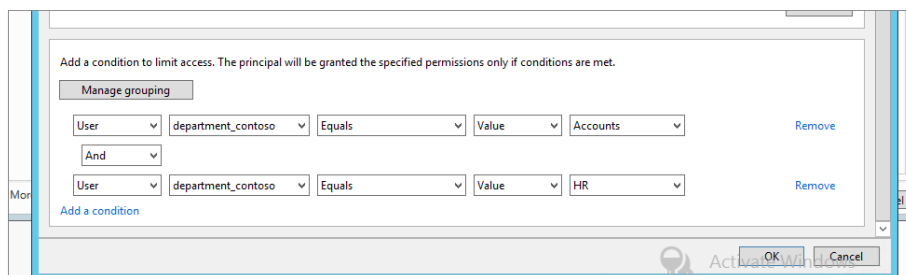 Add a condition to limit access. The principal will be granted the specified permissions only if conditions are met.
Manage grouping
User department_contoso Equals Value Accounts Remove
And
User department_contoso Equals Value HR Remove
Add a condition
OK Cancel
Activate Windows